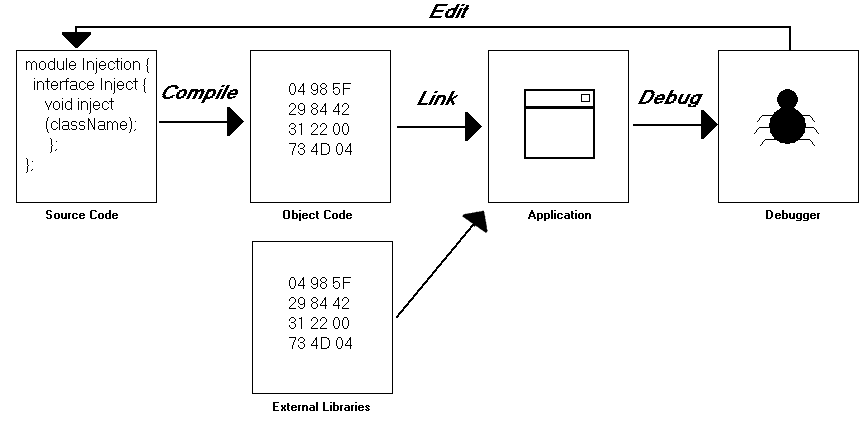 Edit
module Injection {
interface Inject {
void inject
(className);
};
};
Source Code
Compile
04 98 5F
29 84 42
31 22 00
73 4D 04
Object Code
Link
Application
Debug
Debugger
04 98 5F
29 84 42
31 22 00
73 4D 04
External Libraries